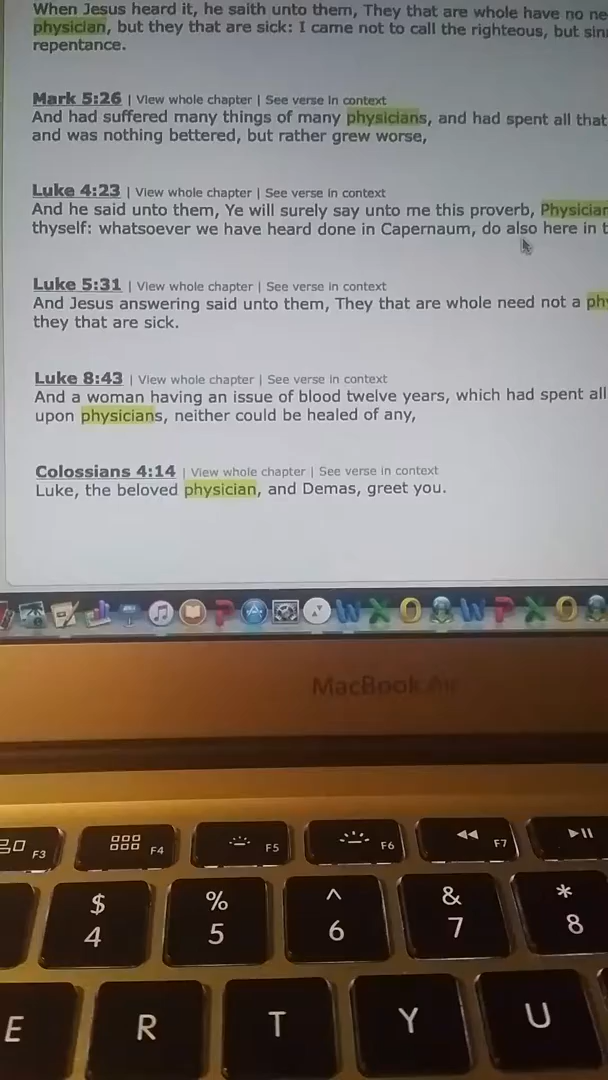 When Jesus heard it, he saith unto them, They that are whole have no
physician, but they that are sick: I came not to call the righteous, but
repentance.
Mark 5:26 | View whole chapter | See verse in context
And had suffered many things of many physicians, and had spent all that
and was nothing bettered, but rather grew worse,
Luke 4:23 | View whole chapter | See verse in context
And he said unto them, Ye will surely say unto me this proverb, Physician
thyself: whatsoever we have heard done in Capernaum, do also here in
Luke 5:31 | View whole chapter | See verse in context
And Jesus answering said unto them, They that are whole need not a
they that are sick.
Luke 8:43 | View whole chapter | See verse in context
And a woman having an issue of blood twelve years, which had spent all
upon physicians, neither could be healed of any,
Colossians 4:14 | View whole chapter | See verse in context
Luke, the beloved physician, and Demas, greet you.
MacBook Air
F3 F4 F5 F6 F7
$ % ^ & *
4 5 6 7 8
E R T Y U